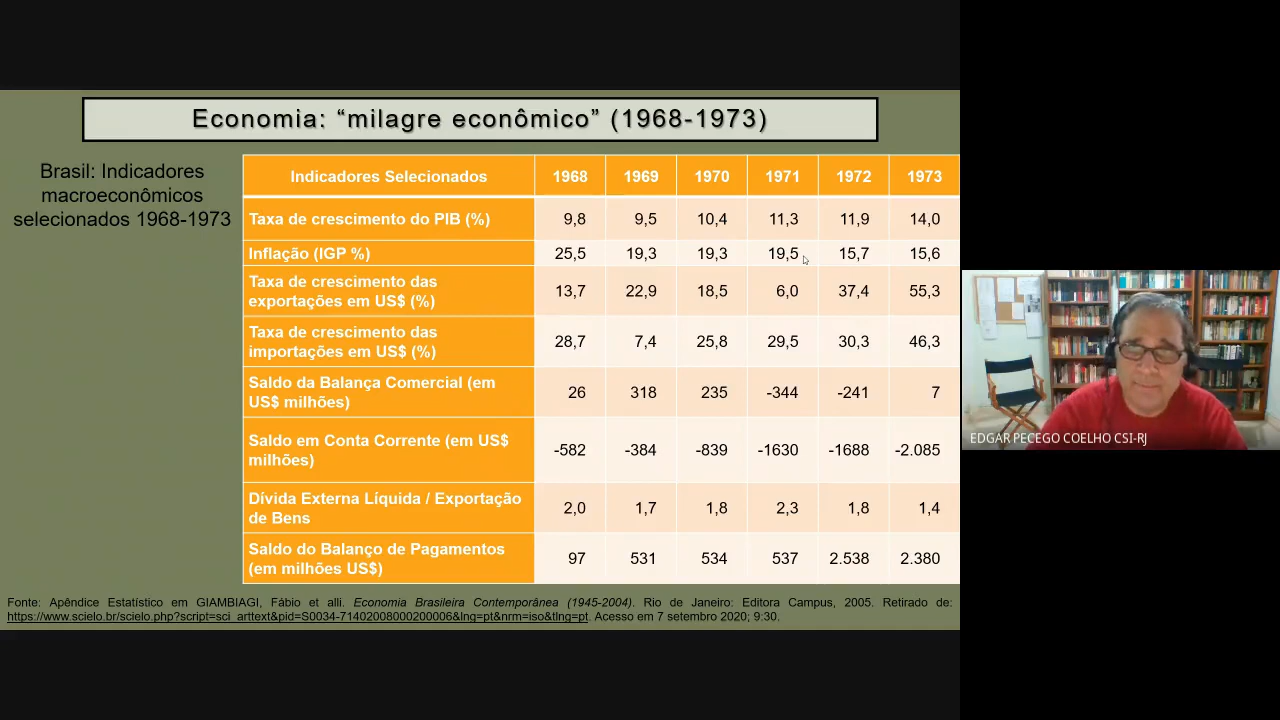 Economia: “milagre econômico” (1968-1973)
Brasil: Indicadores
macroeconômicos
selecionados 1968-1973
Indicadores Selecionados 1968 1969 1970 1971 1972 1973
Taxa de crescimento do PIB (%) 9,8 9,5 10,4 11,3 11,9 14,0
Inflação (IGP %) 25,5 19,3 19,3 19,5 15,7 15,6
Taxa de crescimento das
exportações em US$ (%) 13,7 22,9 18,5 6,0 37,4 55,3
Taxa de crescimento das
importações em US$ (%) 28,7 7,4 25,8 29,5 30,3 46,3
Saldo da Balança Comercial (em
US$ milhões) 26 318 235 -344 -241 7
Saldo em Conta Corrente (em US$
milhões) -582 -384 -839 -1630 -1688 -2.085
Dívida Externa Líquida / Exportação
de Bens 2,0 1,7 1,8 2,3 1,8 1,4
Saldo do Balanço de Pagamentos
(em milhões US$) 97 531 534 537 2.538 2.380
Fonte: Apêndice Estatístico em GIAMBIAGI, Fábio et alli. Economia Brasileira Contemporânea (1945-2004). Rio de Janeiro: Editora Campus, 2005. Retirado de:
https://www.scielo.br/scielo.php?script=sci_arttext&pid=S0034-71402008000200006&lng=pt&nrm=iso&tlng=pt. Acesso em 7 setembro 2020; 9:30.
EDGAR PECEGO COELHO CSI-RJ